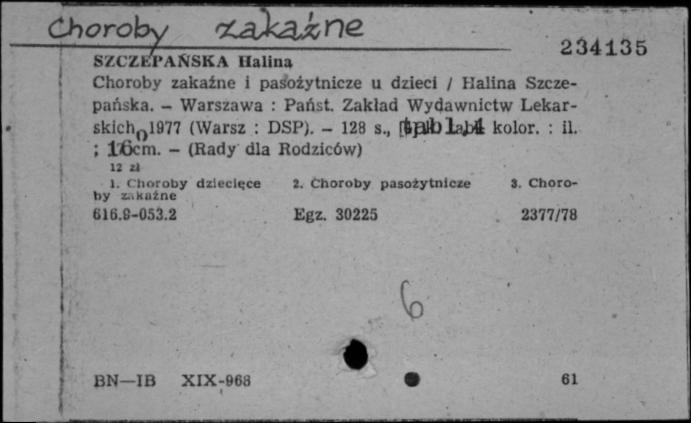 Choroby zakaźne
234135
SZCZEPAŃSKA Halina
Choroby zakaźne i pasożytnicze u dzieci / Halina Szcze-
pańska. — Warszawa : Państ. Zakład Wydawnictw Lekar-
skich, 1977 (Warsz : DSP). — 128 s., tabl. kolor. : il.
; 16cm. — (Rady dla Rodziców)
12 zł
1. Choroby dziecięce 2. Choroby pasożytnicze 3. Choro-
by zakaźne
616.9-053.2 Egz. 30225 2377/78
6
BN—IB XIX-968 61